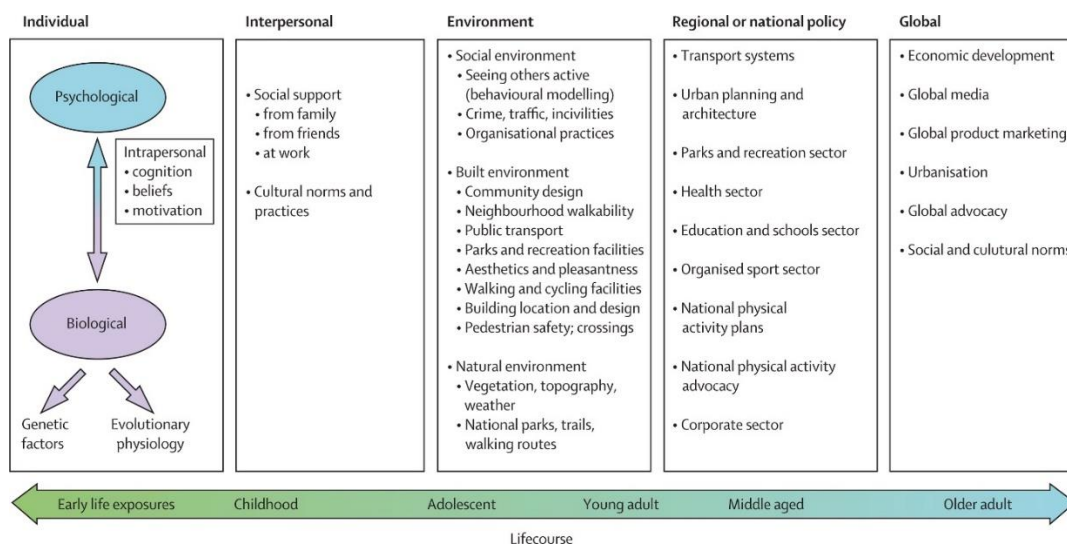 Individual
Psychological
Intrapersonal
• cognition
• beliefs
• motivation
Biological
Genetic
factors
Evolutionary
physiology
Interpersonal
• Social support
• from family
• from friends
• at work
• Cultural norms and
practices
Environment
• Social environment
• Seeing others active
(behavioural modelling)
• Crime, traffic, incivilities
• Organisational practices
• Built environment
• Community design
• Neighbourhood walkability
• Public transport
• Parks and recreation facilities
• Aesthetics and pleasantness
• Walking and cycling facilities
• Building location and design
• Pedestrian safety; crossings
• Natural environment
• Vegetation, topography,
weather
• National parks, trails,
walking routes
Regional or national policy
• Transport systems
• Urban planning and
architecture
• Parks and recreation sector
• Health sector
• Education and schools sector
• Organised sport sector
• National physical
activity plans
• National physical activity
advocacy
• Corporate sector
Global
• Economic development
• Global media
• Global product marketing
• Urbanisation
• Global advocacy
• Social and culutural norms
Early life exposures
Childhood
Adolescent
Young adult
Middle aged
Older adult
Lifecourse